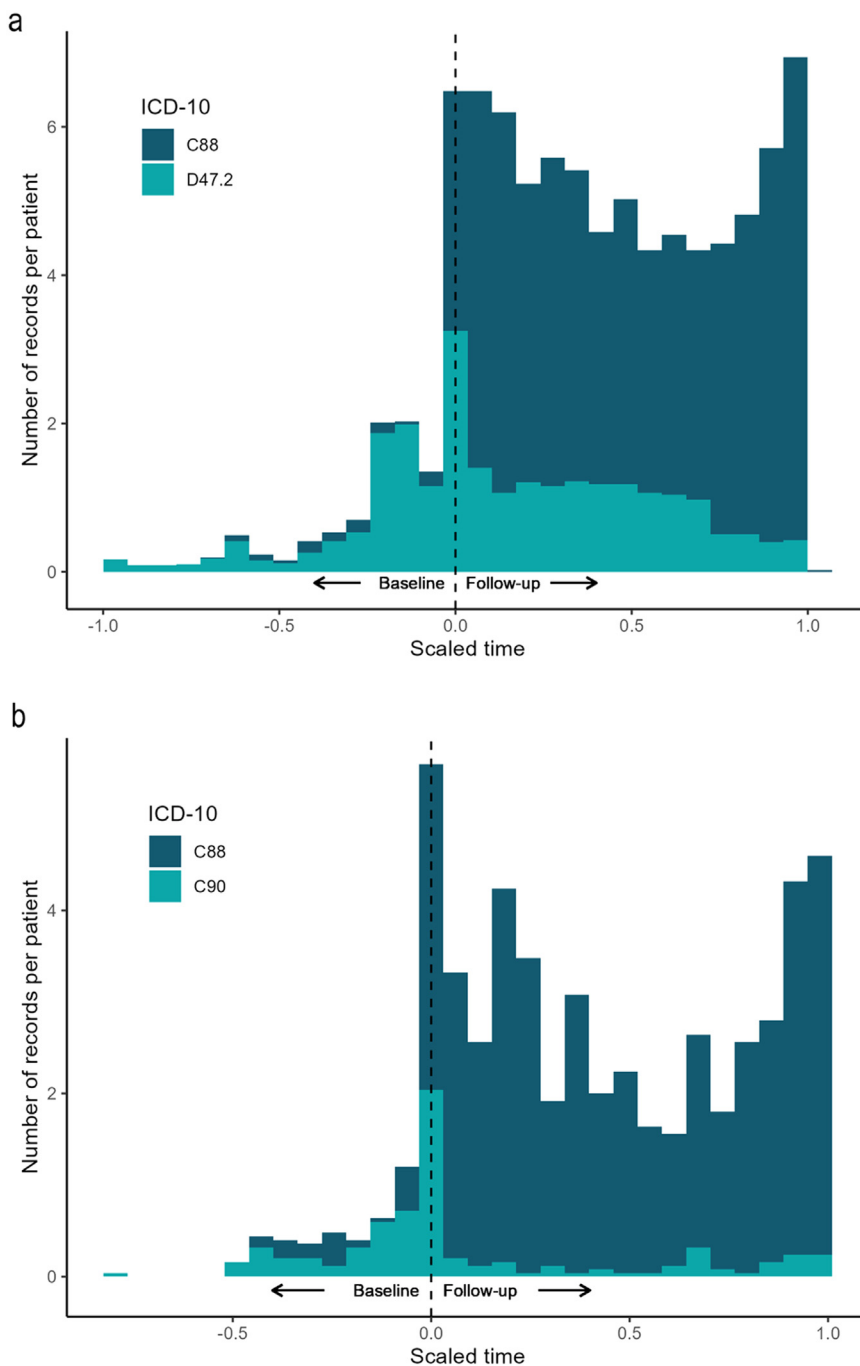 a
ICD-10
C88
D47.2
Number of records per patient
6
4
2
0
Baseline Follow-up
-1.0 -0.5 0.0 0.5 1.0
Scaled time
b
ICD-10
C88
C90
Number of records per patient
4
2
0
Baseline Follow-up
-0.5 0.0 0.5 1.0
Scaled time